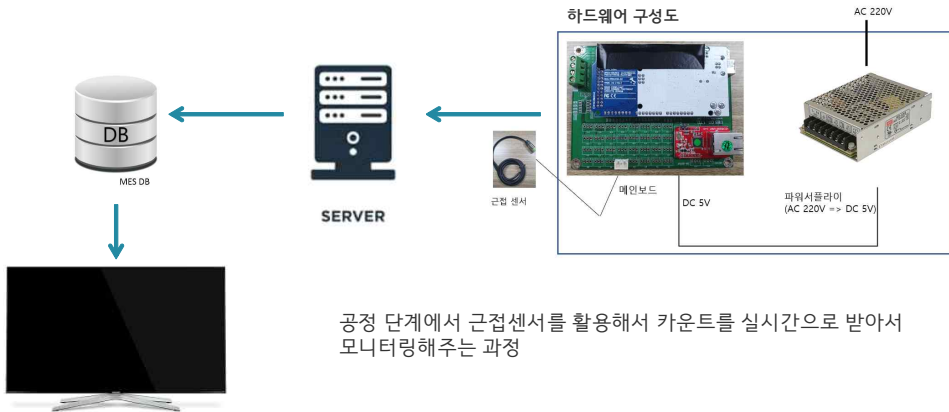 하드웨어 구성도
AC 220V
DB
MES DB
SERVER
근접 센서
메인보드
DC 5V
파워서플라이
(AC 220V => DC 5V)
공정 단계에서 근접센서를 활용해서 카운트를 실시간으로 받아서
모니터링해주는 과정